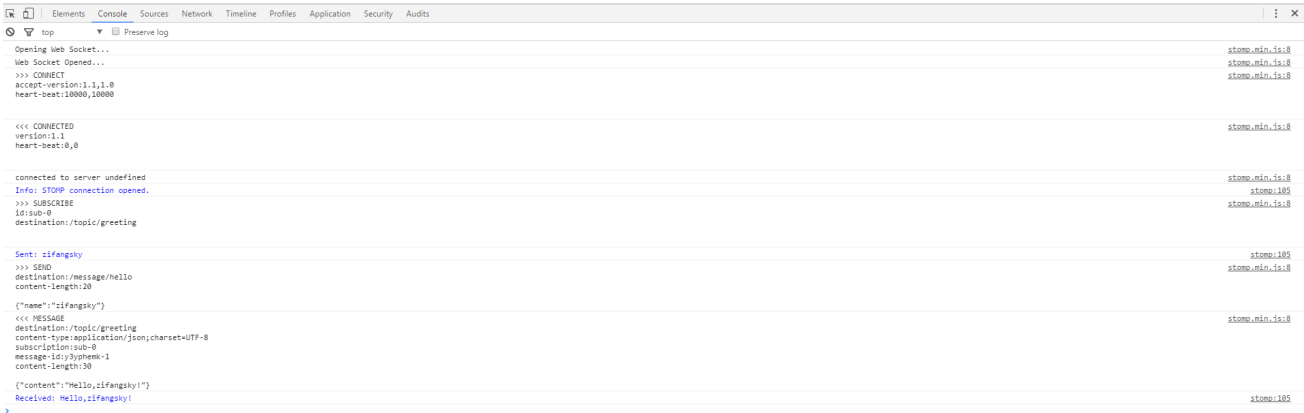 Elements Console Sources Network Timeline Profiles Application Security Audits
top Preserve log
Opening Web Socket... stomp.min.js:8
Web Socket Opened... stomp.min.js:8
>>> CONNECT stomp.min.js:8
accept-version:1.1,1.0
heart-beat:10000,10000
<<< CONNECTED stomp.min.js:8
version:1.1
heart-beat:0,0
connected to server undefined stomp.min.js:8
Info: STOMP connection opened. stomp:105
>>> SUBSCRIBE stomp.min.js:8
id:sub-0
destination:/topic/greeting
Sent: zifangsky stomp:105
>>> SEND stomp.min.js:8
destination:/message/hello
content-length:20
{"name":"zifangsky"}
<<< MESSAGE stomp.min.js:8
destination:/topic/greeting
content-type:application/json;charset=UTF-8
subscription:sub-0
message-id:y3yphemk-1
content-length:30
{"content":"Hello,zifangsky!"}
Received: Hello,zifangsky! stomp:105
>